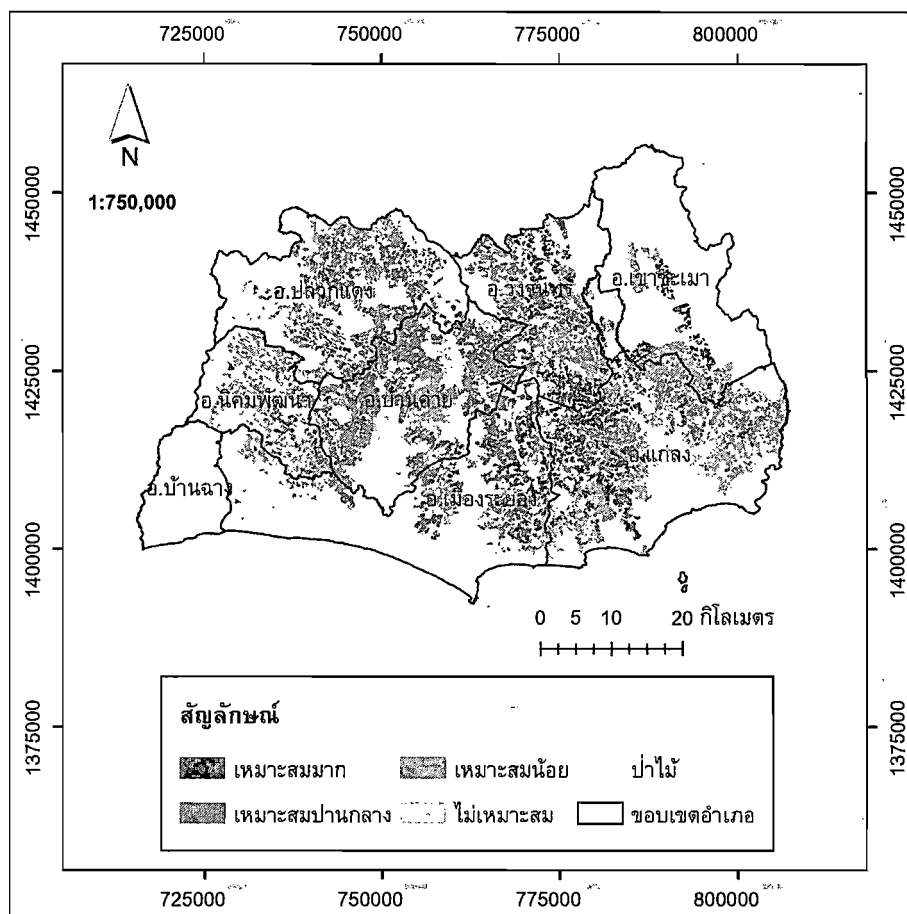 725000 750000 775000 800000
N
1:750,000
1450000 1450000
อ.ปลวกแดง
อ.วังจันทร์
อ.เขาชะเมา
1425000 1425000
อ.นิคมพัฒนา
อ.บ้านค่าย
อ.แกลง
อ.บ้านฉาง
อ.เมืองระยอง
1400000 1400000
0 5 10 20 กิโลเมตร
สัญลักษณ์
1375000 1375000
เหมาะสมมาก เหมาะสมน้อย ป่าไม้
เหมาะสมปานกลาง ไม่เหมาะสม ขอบเขตอำเภอ
725000 750000 775000 800000